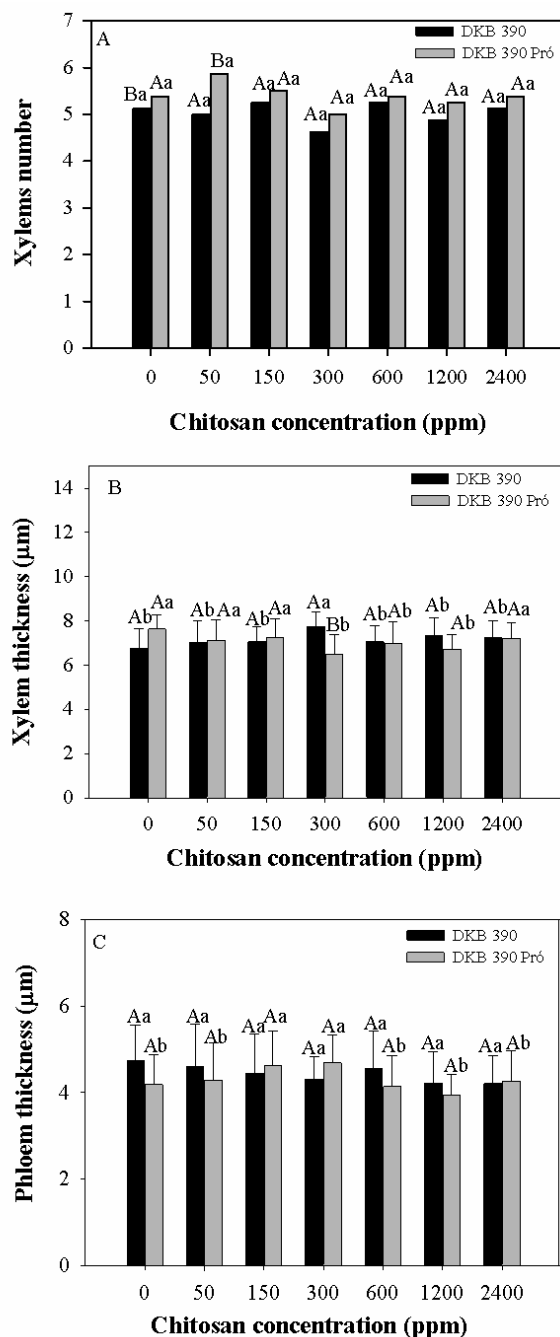 7
A
DKB 390
DKB 390 Pró
6
Ba
Aa
Aa
Ba
Aa
Aa
Aa
Aa
Aa
Aa
Aa
Aa
Aa
Aa
5
4
3
2
1
0
Xylems number
0 50 150 300 600 1200 2400
Chitosan concentration (ppm)
14
B
DKB 390
DKB 390 Pró
12
10
8
Ab
Aa
Ab
Aa
Ab
Aa
Aa
Bb
Ab
Ab
Ab
Ab
Ab
Aa
6
4
2
0
Xylem thickness (µm)
0 50 150 300 600 1200 2400
Chitosan concentration (ppm)
8
C
DKB 390
DKB 390 Pró
6
Aa
Ab
Aa
Ab
Aa
Aa
Aa
Aa
Aa
Ab
Aa
Ab
Aa
Ab
4
2
0
Phloem thickness (µm)
0 50 150 300 600 1200 2400
Chitosan concentration (ppm)